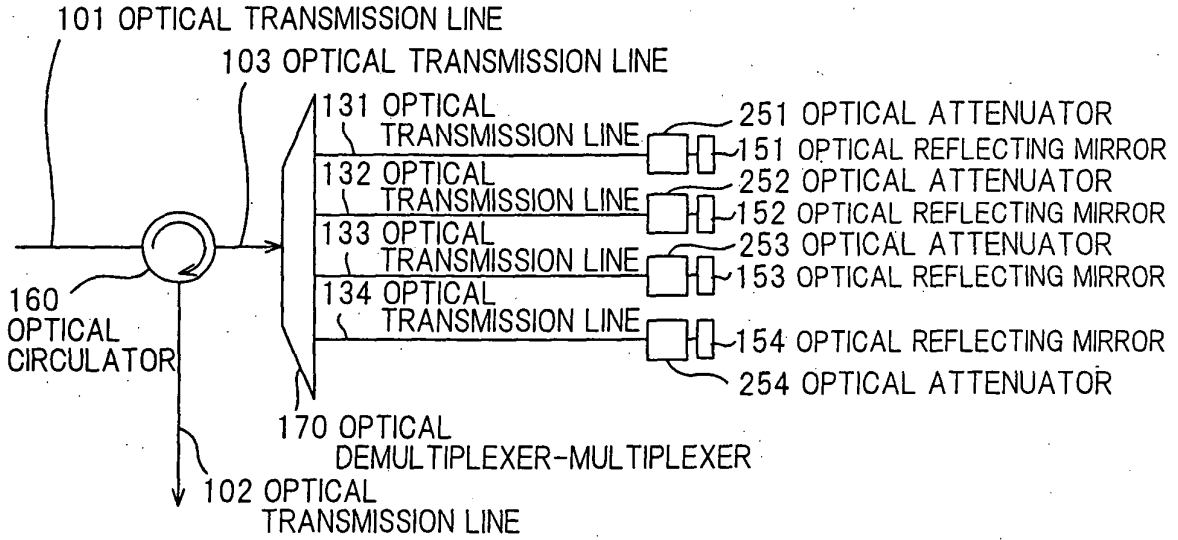 101 OPTICAL TRANSMISSION LINE
103 OPTICAL TRANSMISSION LINE
131 OPTICAL
TRANSMISSION LINE
251 OPTICAL ATTENUATOR
151 OPTICAL REFLECTING MIRROR
132 OPTICAL
TRANSMISSION LINE
252 OPTICAL ATTENUATOR
152 OPTICAL REFLECTING MIRROR
133 OPTICAL
TRANSMISSION LINE
253 OPTICAL ATTENUATOR
153 OPTICAL REFLECTING MIRROR
134 OPTICAL
TRANSMISSION LINE
154 OPTICAL REFLECTING MIRROR
254 OPTICAL ATTENUATOR
160
OPTICAL
CIRCULATOR
170 OPTICAL
DEMULTIPLEXER-MULTIPLEXER
102 OPTICAL
TRANSMISSION LINE